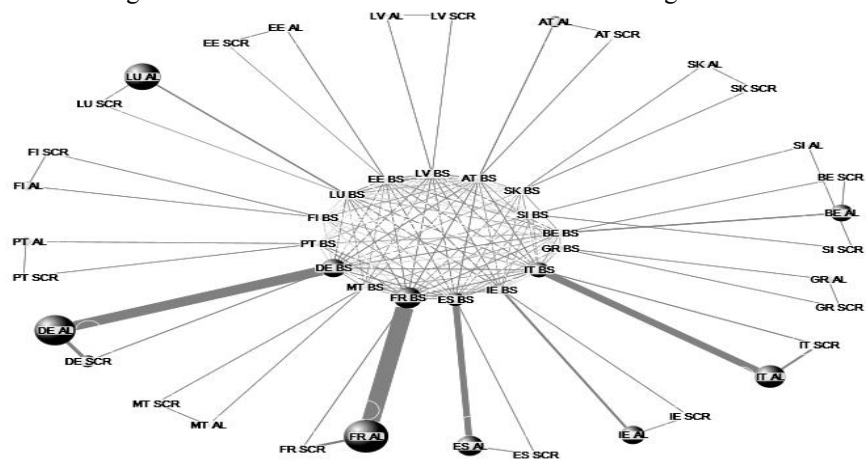 LV AL
LV SCR
AT AL
AT SCR
EE AL
EE SCR
SK AL
SK SCR
LU AL
LU SCR
FI SCR
FI AL
SI AL
BE SCR
BE AL
SI SCR
LV BS
AT BS
EE BS
SK BS
LU BS
SI BS
FI BS
BE BS
PT BS
GR BS
DE BS
IT BS
MT BS
IE BS
FR BS
ES BS
PT AL
PT SCR
GR AL
GR SCR
DE AL
DE SCR
IT SCR
IT AL
MT SCR
MT AL
IE SCR
IE AL
FR AL
FR SCR
ES AL
ES SCR